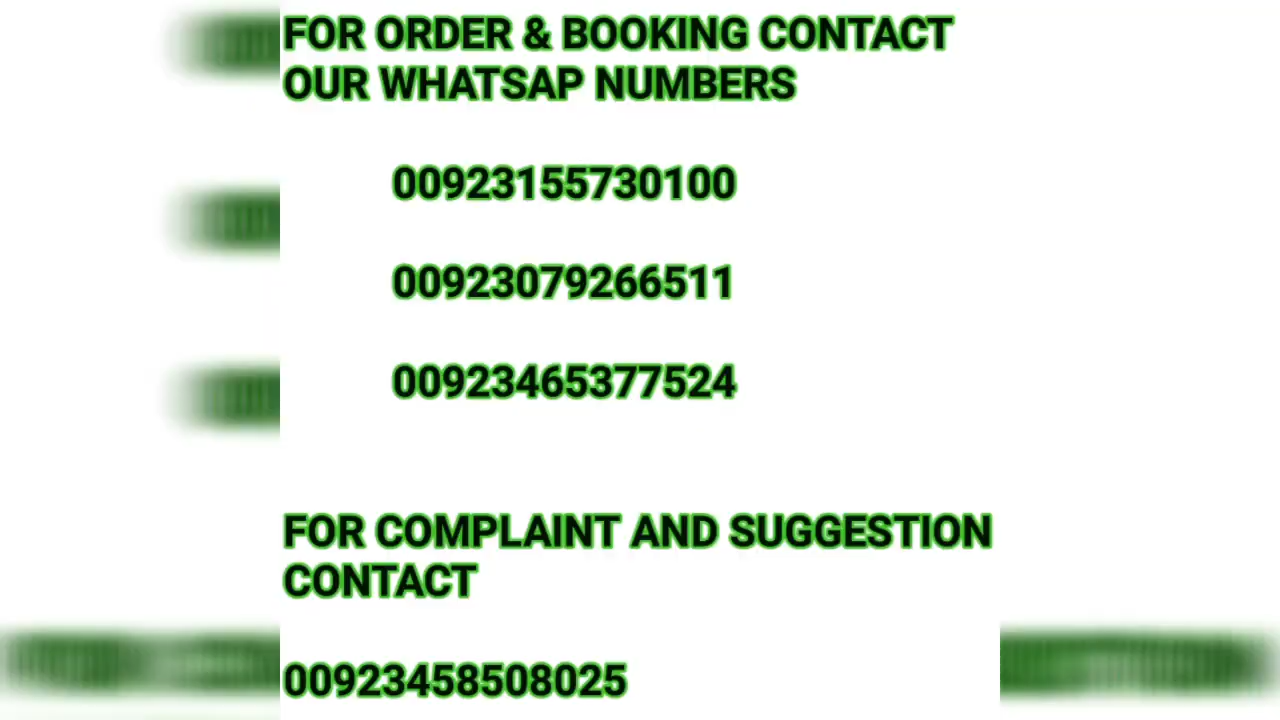 FOR ORDER & BOOKING CONTACT
OUR WHATSAP NUMBERS
00923155730100
00923079266511
00923465377524
FOR COMPLAINT AND SUGGESTION
CONTACT
00923458508025